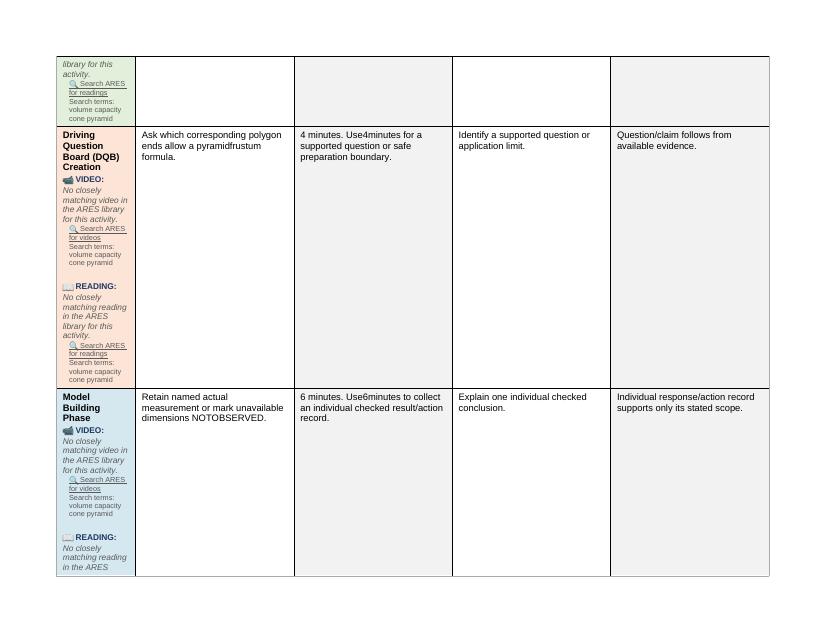 library for this
activity.
🔍 Search ARES
for readings
Search terms:
volume capacity
cone pyramid
Driving
Question
Board (DQB)
Creation
📹 VIDEO:
No closely
matching video in
the ARES library
for this activity.
🔍 Search ARES
for videos
Search terms:
volume capacity
cone pyramid
📖 READING:
No closely
matching reading
in the ARES
library for this
activity.
🔍 Search ARES
for readings
Search terms:
volume capacity
cone pyramid
Ask which corresponding polygon
ends allow a pyramidfrustum
formula.
4 minutes. Use4minutes for a
supported question or safe
preparation boundary.
Identify a supported question or
application limit.
Question/claim follows from
available evidence.
Model
Building
Phase
📹 VIDEO:
No closely
matching video in
the ARES library
for this activity.
🔍 Search ARES
for videos
Search terms:
volume capacity
cone pyramid
📖 READING:
No closely
matching reading
in the ARES
Retain named actual
measurement or mark unavailable
dimensions NOTOBSERVED.
6 minutes. Use6minutes to collect
an individual checked result/action
record.
Explain one individual checked
conclusion.
Individual response/action record
supports only its stated scope.